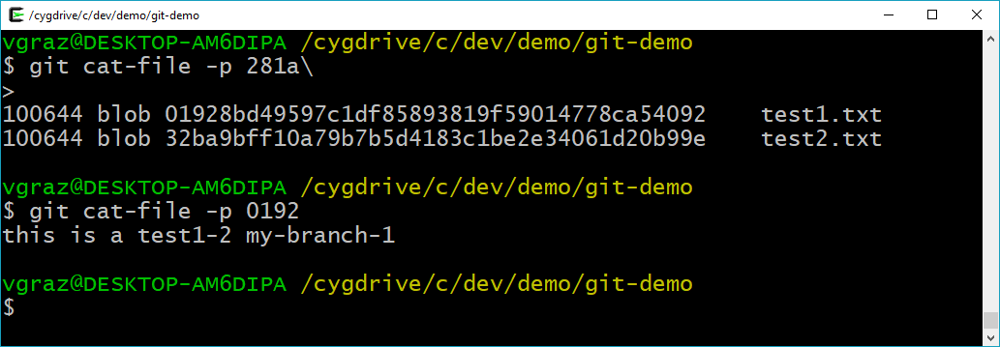 /cygdrive/c/dev/demo/git-demo
vgraz@DESKTOP-AM6DIPA /cygdrive/c/dev/demo/git-demo
$ git cat-file -p 281a\
>
100644 blob 01928bd49597c1df85893819f59014778ca54092    test1.txt
100644 blob 32ba9bff10a79b7b5d4183c1be2e34061d20b99e    test2.txt
vgraz@DESKTOP-AM6DIPA /cygdrive/c/dev/demo/git-demo
$ git cat-file -p 0192
this is a test1-2 my-branch-1
vgraz@DESKTOP-AM6DIPA /cygdrive/c/dev/demo/git-demo
$